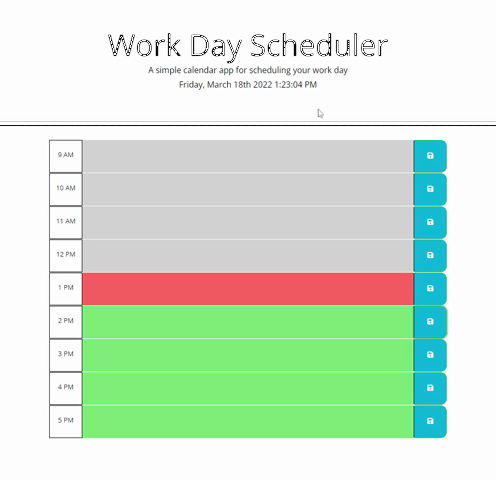 Work Day Scheduler
A simple calendar app for scheduling your work day
Friday, March 18th 2022 1:23:04 PM
9 AM
10 AM
11 AM
12 PM
1 PM
2 PM
3 PM
4 PM
5 PM